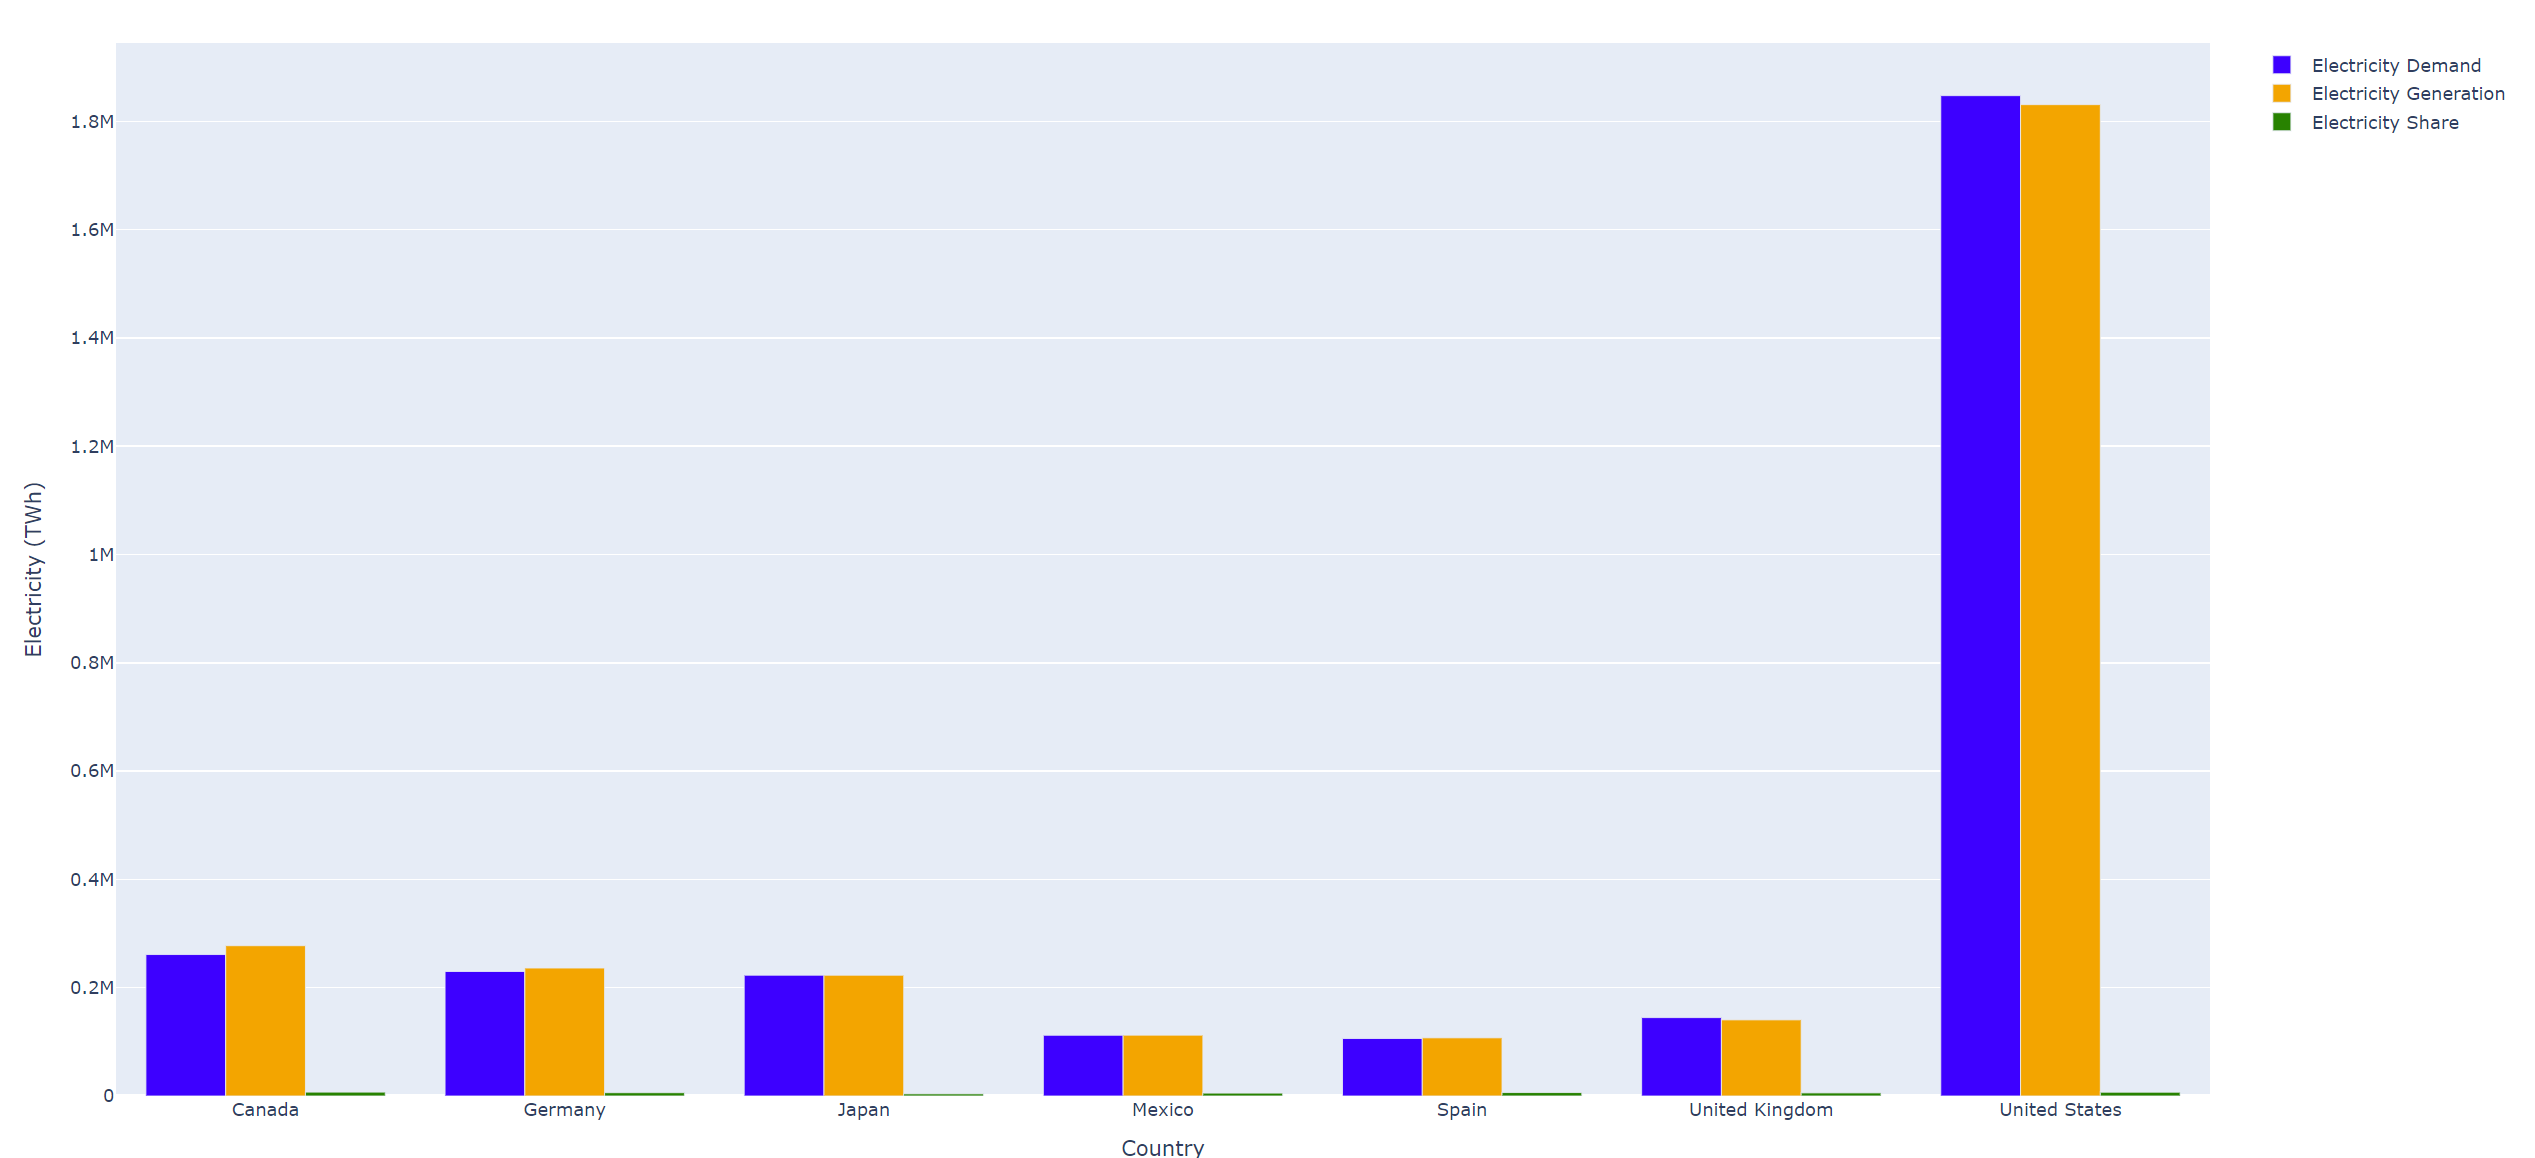 Electricity Demand
Electricity Generation
Electricity Share
1.8M
1.6M
1.4M
1.2M
1M
0.8M
0.6M
0.4M
0.2M
0
Electricity (TWh)
Canada
Germany
Japan
Mexico
Spain
United Kingdom
United States
Country